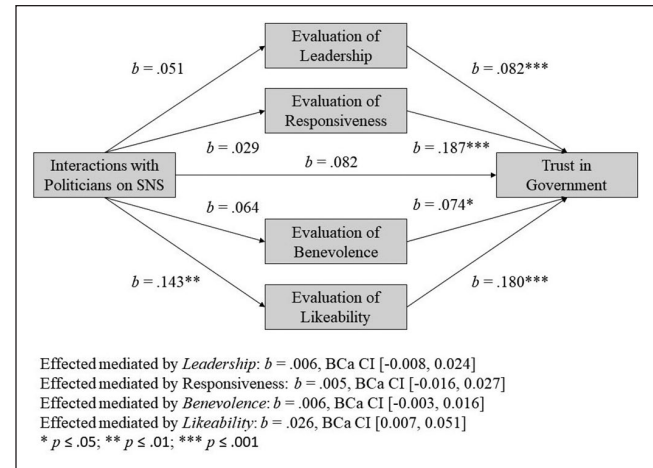 Evaluation of
Leadership
b = .051
b = .082***
Evaluation of
Responsiveness
b = .029
b = .187***
Interactions with
Politicians on SNS
b = .082
Trust in
Government
b = .064
b = .074*
Evaluation of
Benevolence
b = .143**
b = .180***
Evaluation of
Likeability
Effected mediated by Leadership: b = .006, BCa CI [-0.008, 0.024]
Effected mediated by Responsiveness: b = .005, BCa CI [-0.016, 0.027]
Effected mediated by Benevolence: b = .006, BCa CI [-0.003, 0.016]
Effected mediated by Likeability: b = .026, BCa CI [0.007, 0.051]
* p ≤ .05; ** p ≤ .01; *** p ≤ .001